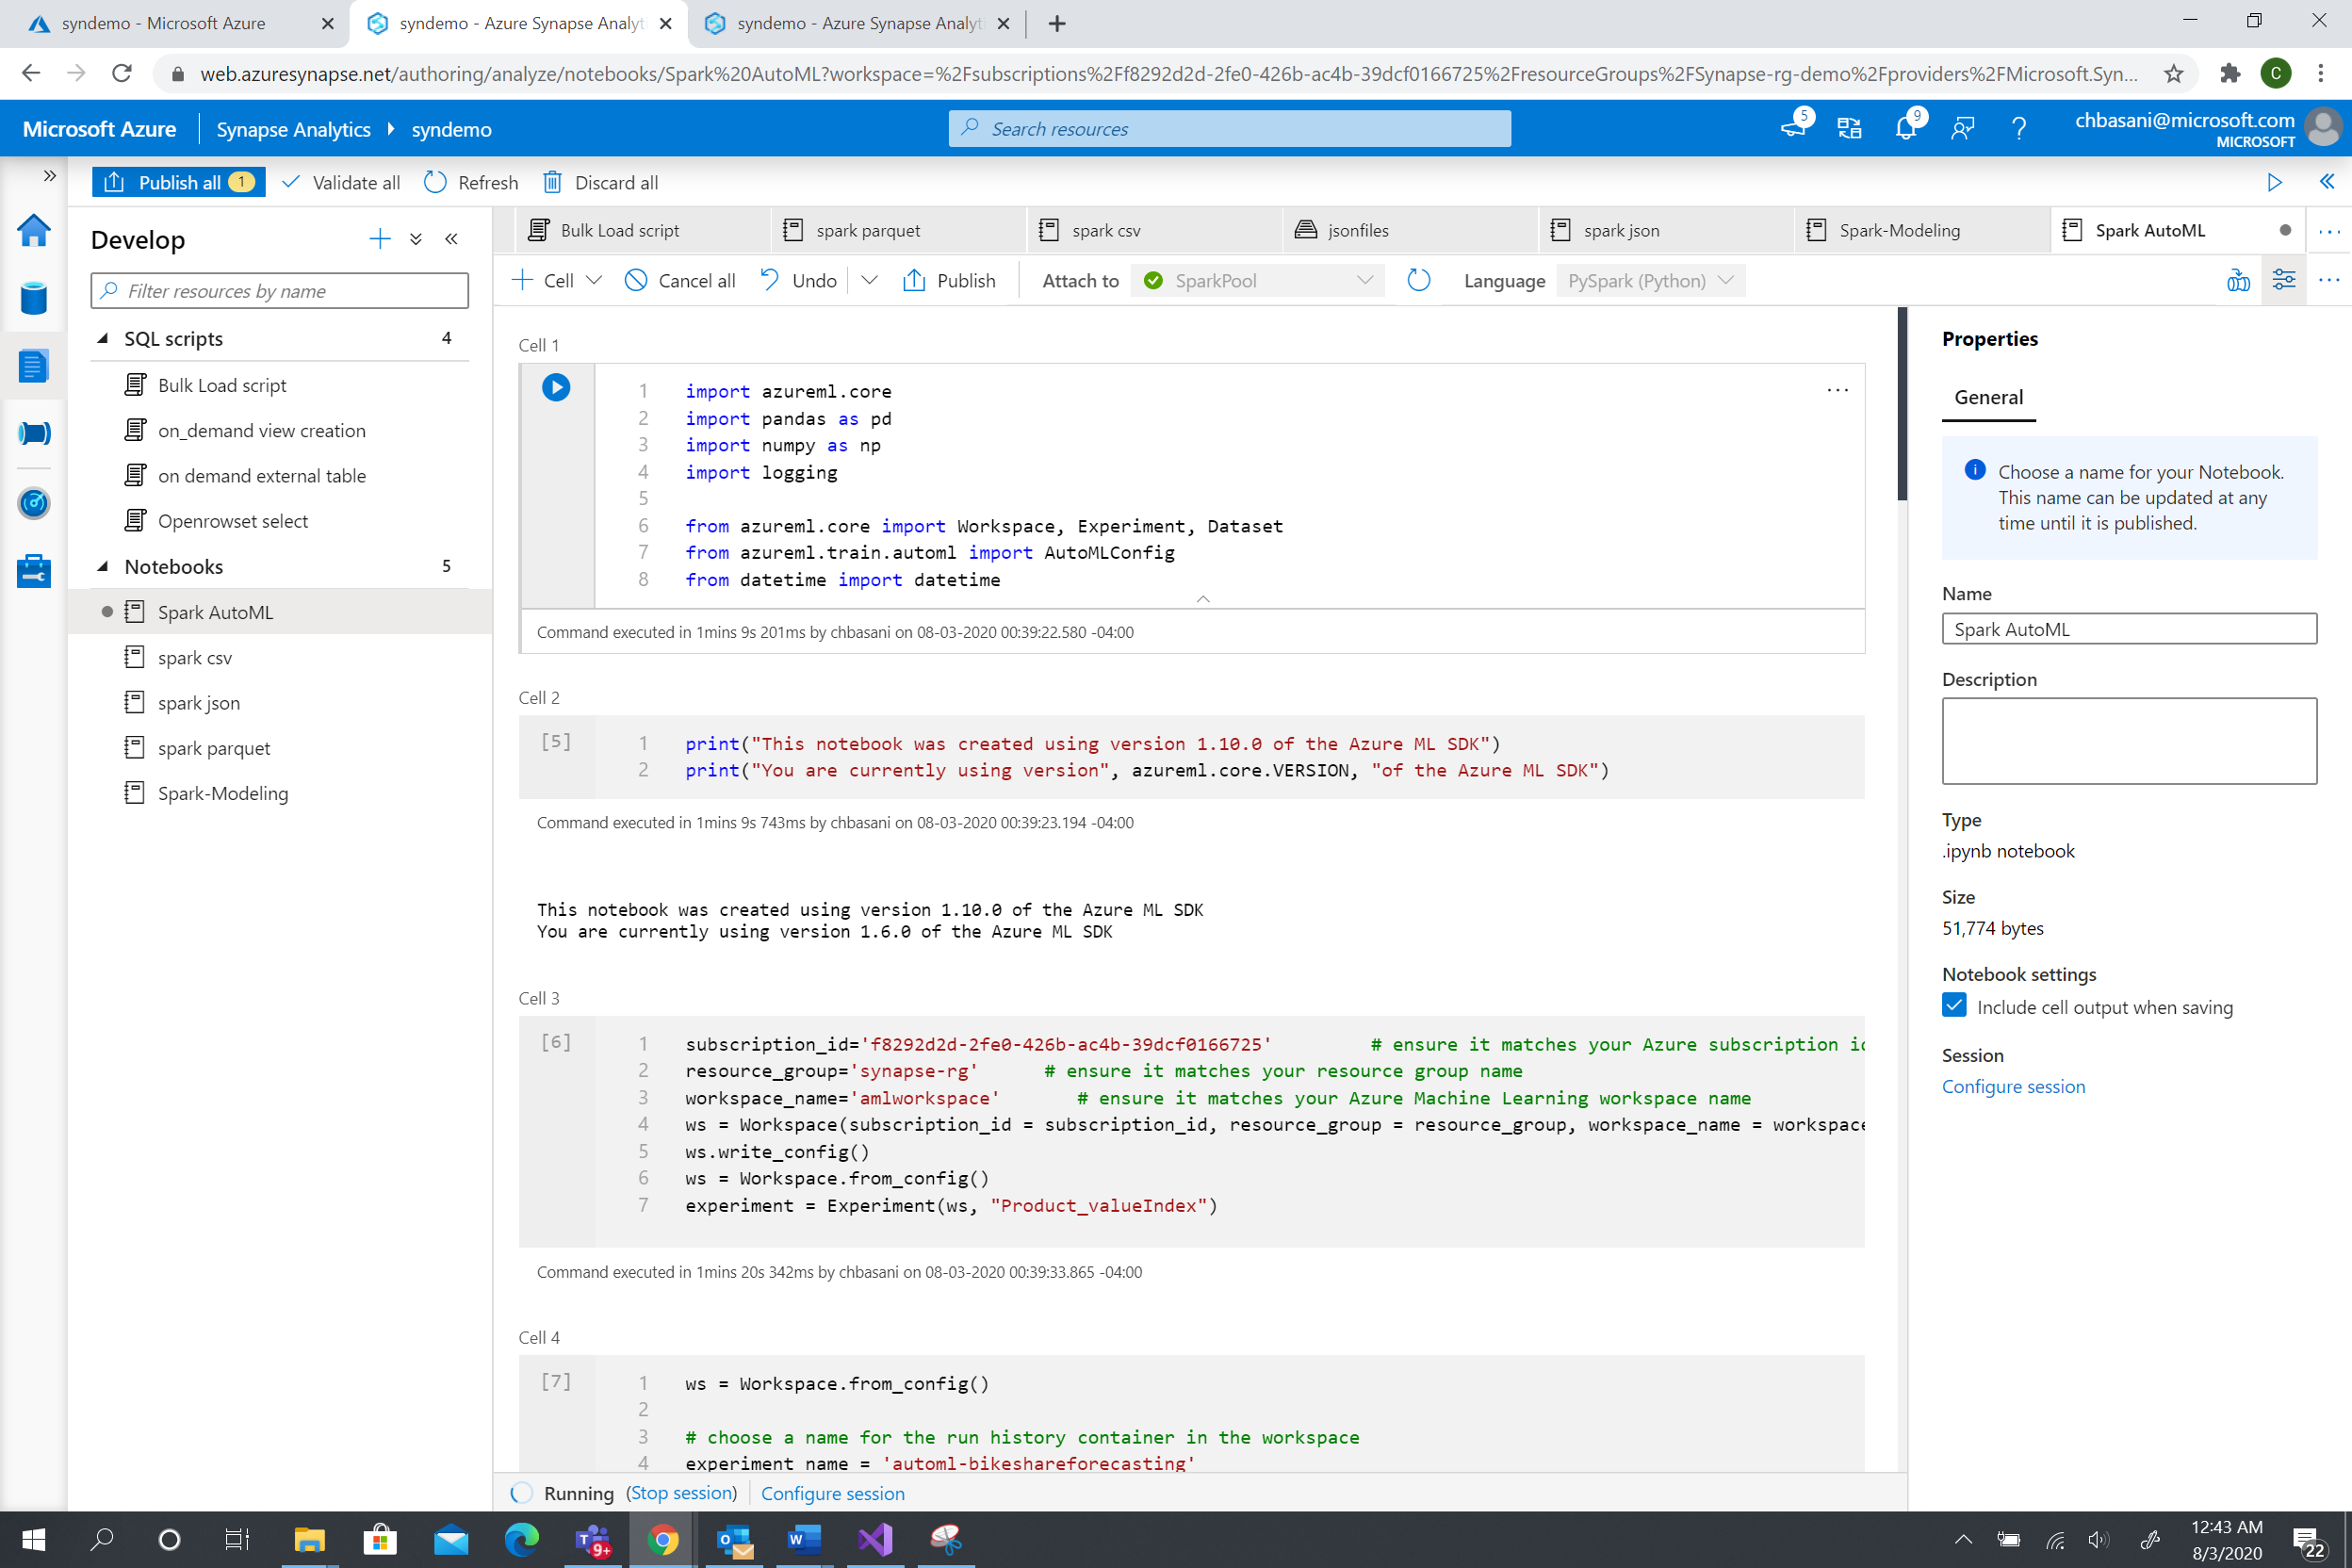 syndemo - Microsoft Azure
syndemo - Azure Synapse Analyt
syndemo - Azure Synapse Analyt
web.azuresynapse.net/authoring/analyze/notebooks/Spark%20AutoML?workspace=%2Fsubscriptions%2Ff8292d2d-2fe0-426b-ac4b-39dcf0166725%2FresourceGroups%2FSynapse-rg-demo%2Fproviders%2FMicrosoft.Syn...
C
Microsoft Azure
Synapse Analytics
syndemo
Search resources
5
9
chbasani@microsoft.com
MICROSOFT
Publish all 1
Validate all
Refresh
Discard all
Develop
Filter resources by name
SQL scripts 4
Bulk Load script
on_demand view creation
on demand external table
Openrowset select
Notebooks 5
Spark AutoML
spark csv
spark json
spark parquet
Spark-Modeling
Bulk Load script
spark parquet
spark csv
jsonfiles
spark json
Spark-Modeling
Spark AutoML
Cell
Cancel all
Undo
Publish
Attach to
SparkPool
Language
PySpark (Python)
Cell 1
1 import azureml.core
2 import pandas as pd
3 import numpy as np
4 import logging
5
6 from azureml.core import Workspace, Experiment, Dataset
7 from azureml.train.automl import AutoMLConfig
8 from datetime import datetime
Command executed in 1mins 9s 201ms by chbasani on 08-03-2020 00:39:22.580 -04:00
Cell 2
[5]
1 print("This notebook was created using version 1.10.0 of the Azure ML SDK")
2 print("You are currently using version", azureml.core.VERSION, "of the Azure ML SDK")
Command executed in 1mins 9s 743ms by chbasani on 08-03-2020 00:39:23.194 -04:00
This notebook was created using version 1.10.0 of the Azure ML SDK
You are currently using version 1.6.0 of the Azure ML SDK
Cell 3
[6]
1 subscription_id='f8292d2d-2fe0-426b-ac4b-39dcf0166725' # ensure it matches your Azure subscription id
2 resource_group='synapse-rg' # ensure it matches your resource group name
3 workspace_name='amlworkspace' # ensure it matches your Azure Machine Learning workspace name
4 ws = Workspace(subscription_id = subscription_id, resource_group = resource_group, workspace_name = workspace
5 ws.write_config()
6 ws = Workspace.from_config()
7 experiment = Experiment(ws, "Product_valueIndex")
Command executed in 1mins 20s 342ms by chbasani on 08-03-2020 00:39:33.865 -04:00
Cell 4
[7]
1 ws = Workspace.from_config()
2
3 # choose a name for the run history container in the workspace
4 experiment_name = 'automl-bikeshareforecasting'
Running (Stop session)
Configure session
Properties
General
Choose a name for your Notebook.
This name can be updated at any
time until it is published.
Name
Spark AutoML
Description
Type
.ipynb notebook
Size
51,774 bytes
Notebook settings
Include cell output when saving
Session
Configure session
9+
12:43 AM
8/3/2020
22